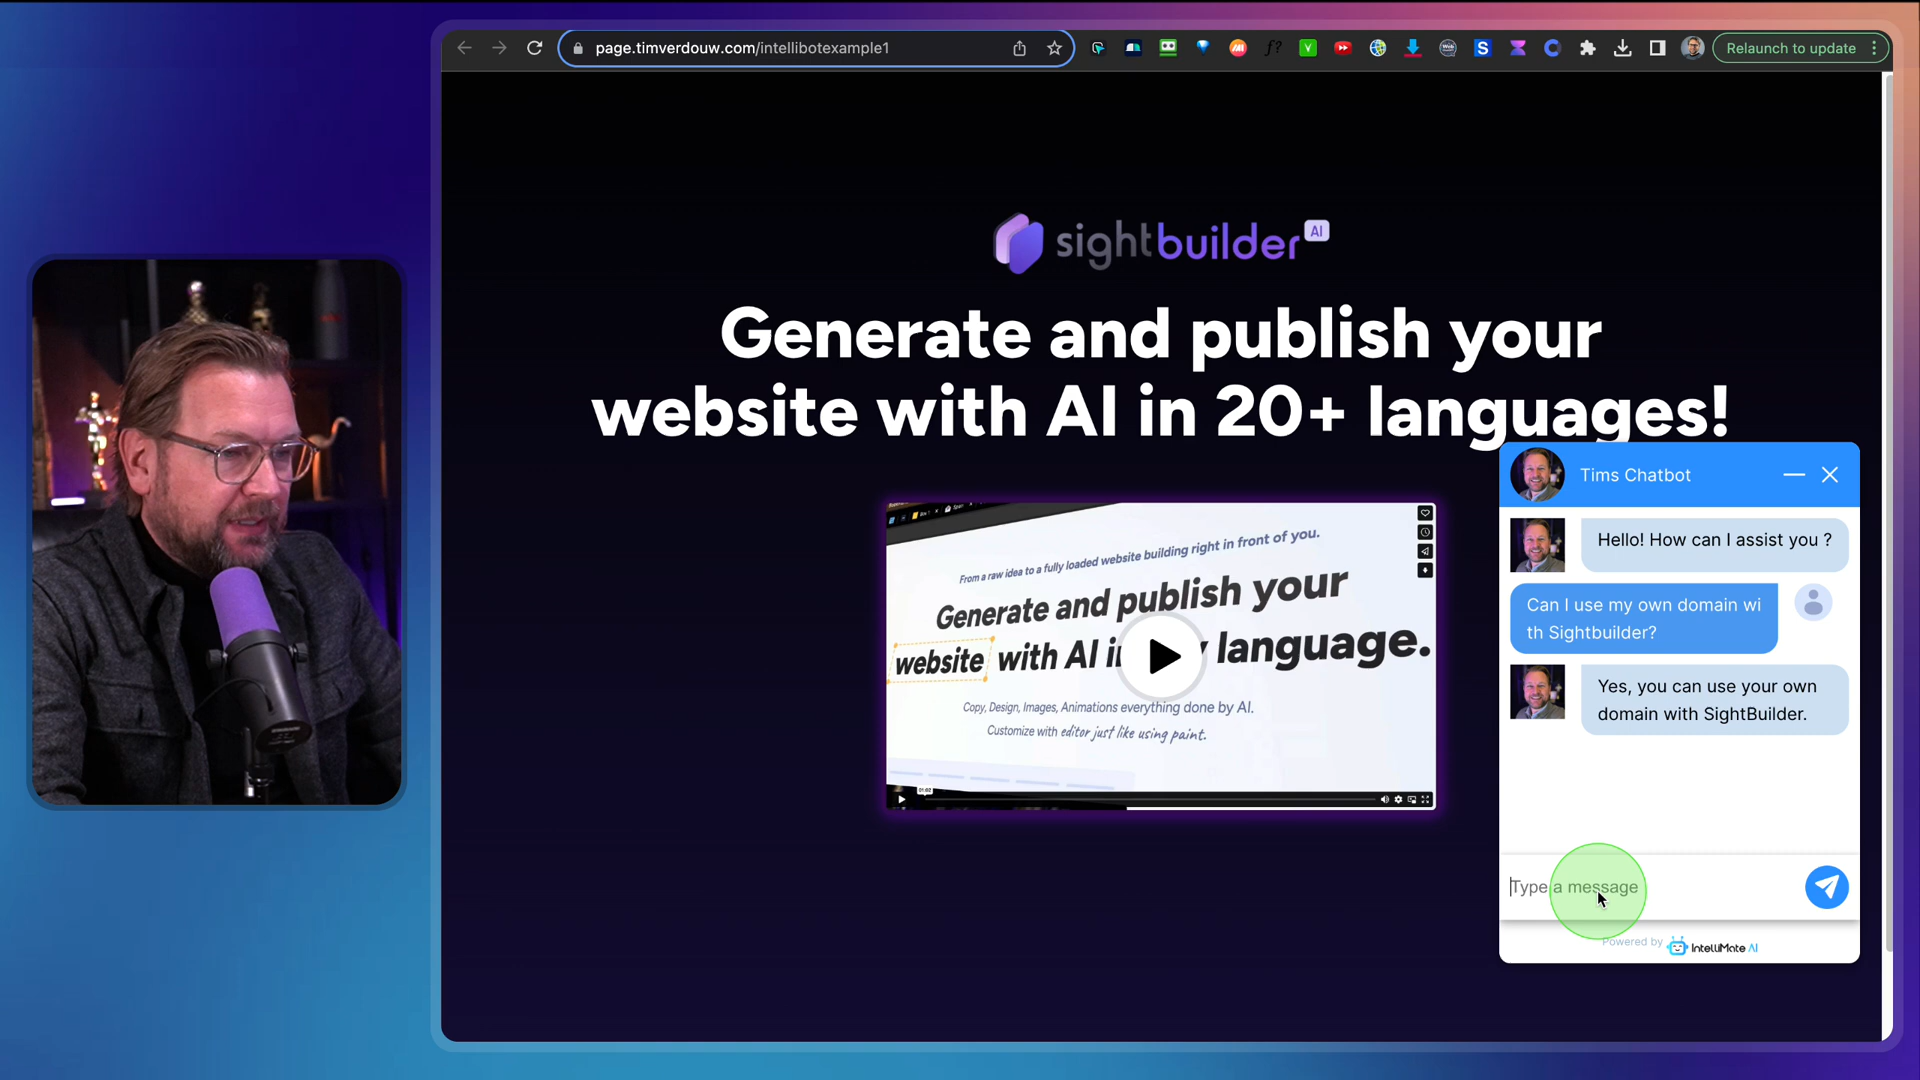 page.timverdouw.com/intellibotexample1
Relaunch to update
sightbuilder AI
Generate and publish your
website with AI in 20+ languages!
From a raw idea to a fully loaded website building right in front of you.
Generate and publish your
website with AI in language.
Copy, Design, Images, Animations everything done by AI.
Customize with editor just like using paint.
01:02
Tims Chatbot
Hello! How can I assist you ?
Can I use my own domain wi
th Sightbuilder?
Yes, you can use your own
domain with SightBuilder.
Type a message
Powered by IntelliMate AI